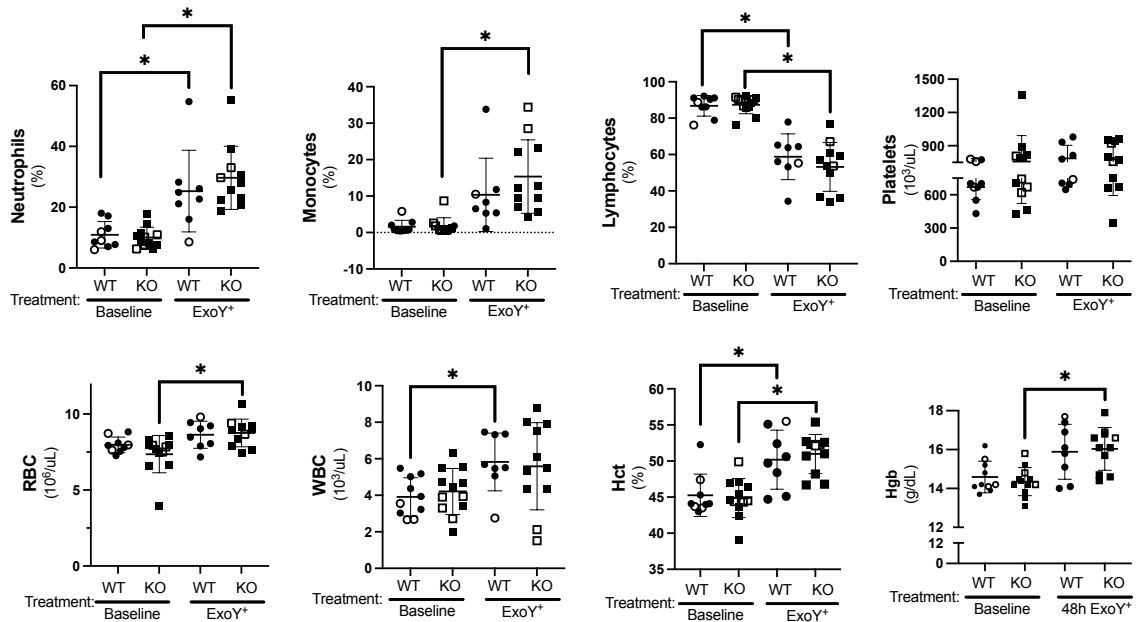 * * * *
* *
Neutrophils
(%)
60
40
20
0
WT KO WT KO
Treatment: Baseline ExoY⁺
Monocytes
(%)
40
30
20
10
0
-10
WT KO WT KO
Treatment: Baseline ExoY⁺
Lymphocytes
(%)
100
80
60
40
20
0
WT KO WT KO
Treatment: Baseline ExoY⁺
Platelets
(10³/uL)
1500
1200
900
600
300
0
WT KO WT KO
Treatment: Baseline ExoY⁺
*
RBC
(10⁶/uL)
10
5
0
WT KO WT KO
Treatment: Baseline ExoY⁺
*
WBC
(10³/uL)
10
8
6
4
2
0
WT KO WT KO
Treatment: Baseline ExoY⁺
*
*
Hct
(%)
60
55
50
45
40
35
WT KO WT KO
Treatment: Baseline ExoY⁺
*
Hgb
(g/dL)
18
16
14
12
12
0
WT KO WT KO
Treatment: Baseline 48h ExoY⁺